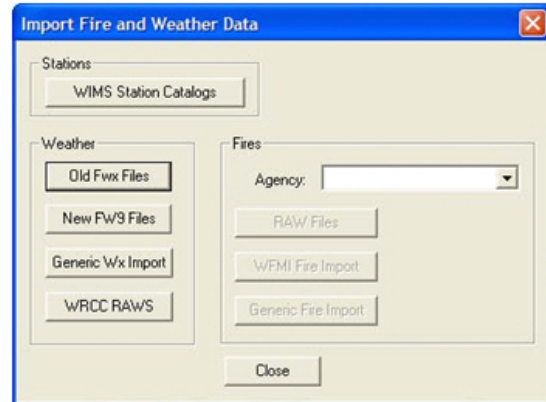 Import Fire and Weather Data
Stations
WIMS Station Catalogs
Weather
Old Fwx Files
New FW9 Files
Generic Wx Import
WRCC RAWS
Fires
Agency:
RAW Files
WFMI Fire Import
Generic Fire Import
Close